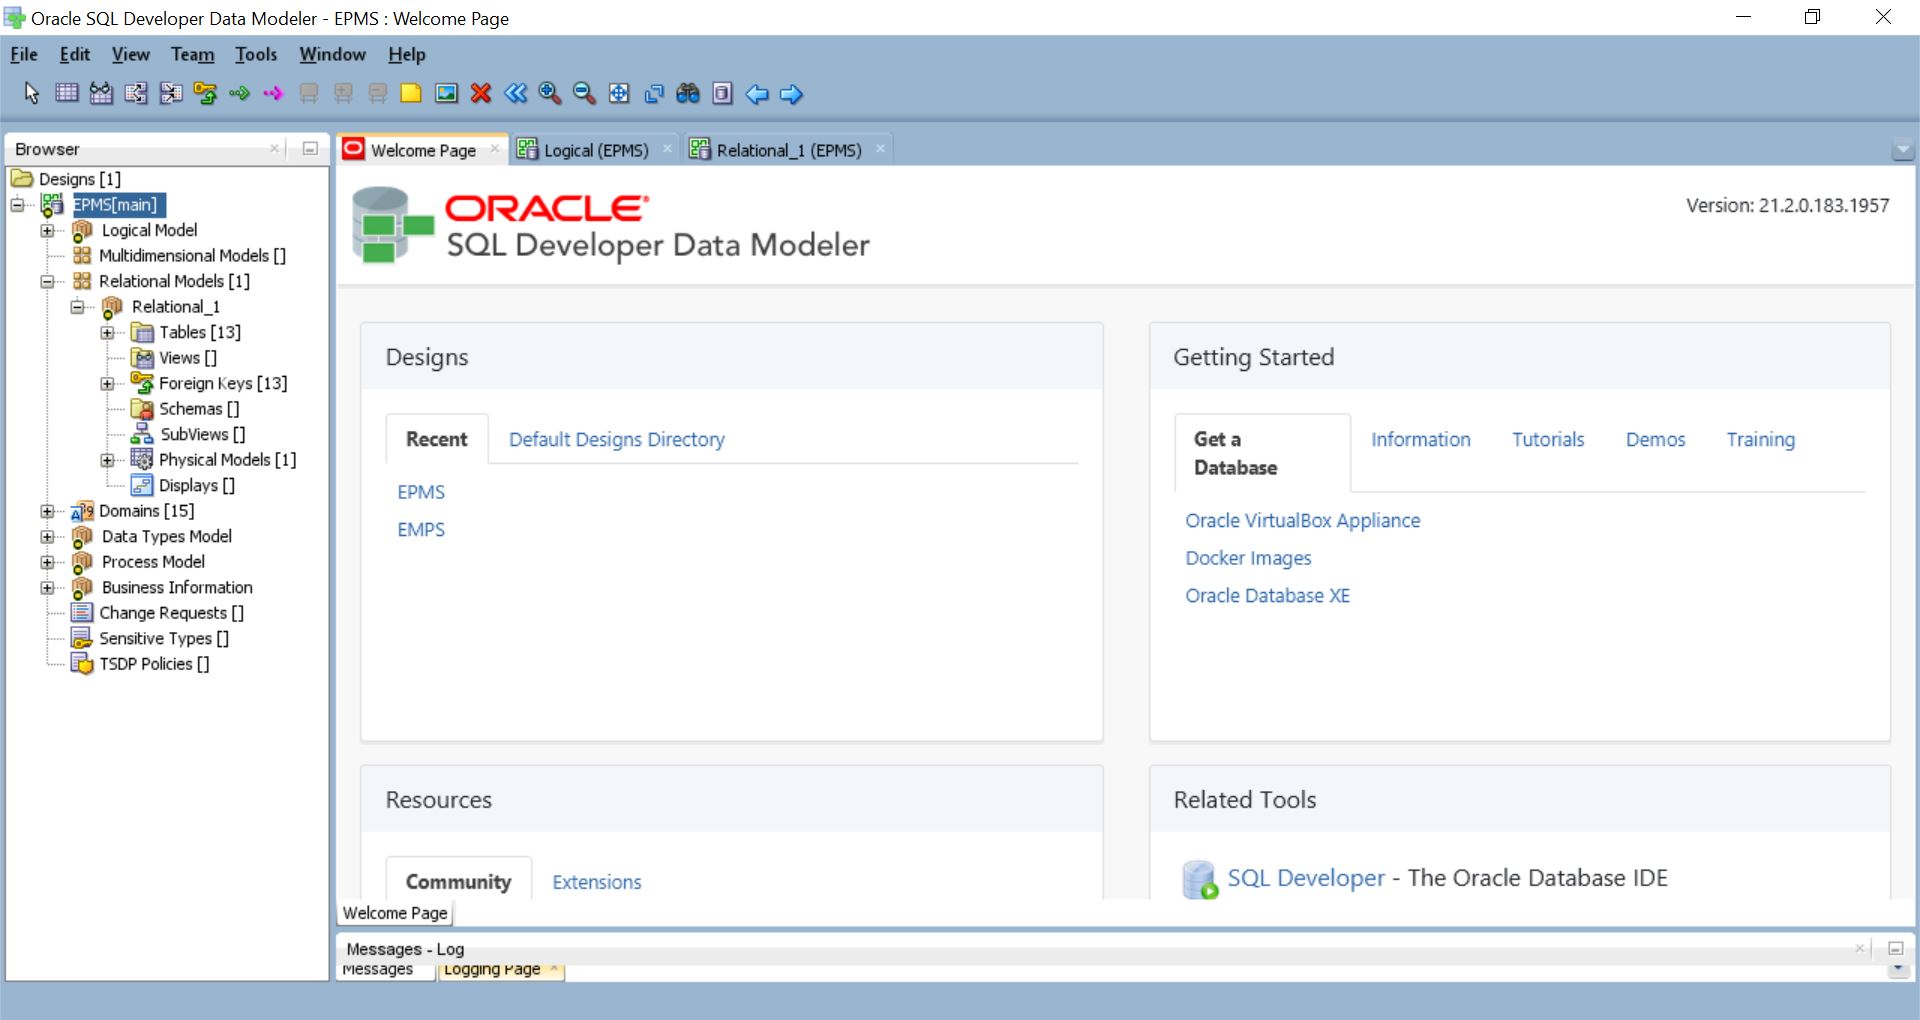 Oracle SQL Developer Data Modeler - EPMS : Welcome Page
File Edit View Team Tools Window Help
Browser
Designs [1]
EPMS[main]
Logical Model
Multidimensional Models []
Relational Models [1]
Relational_1
Tables [13]
Views []
Foreign Keys [13]
Schemas []
SubViews []
Physical Models [1]
Displays []
Domains [15]
Data Types Model
Process Model
Business Information
Change Requests []
Sensitive Types []
TSDP Policies []
Welcome Page Logical (EPMS) Relational_1 (EPMS)
ORACLE
SQL Developer Data Modeler
Version: 21.2.0.183.1957
Designs
Recent Default Designs Directory
EPMS
EMPS
Getting Started
Get a Database Information Tutorials Demos Training
Oracle VirtualBox Appliance
Docker Images
Oracle Database XE
Resources
Community Extensions
Related Tools
SQL Developer - The Oracle Database IDE
Welcome Page
Messages - Log
Messages Logging Page